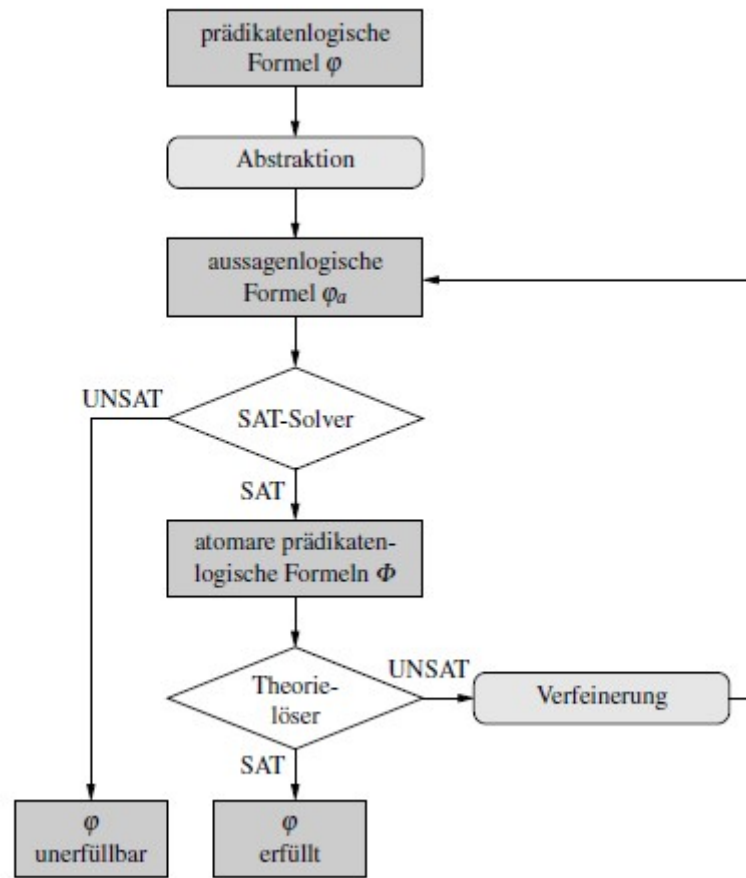 prädikatenlogische
Formel φ
Abstraktion
aussagenlogische
Formel φa
UNSAT
SAT-Solver
SAT
atomare prädikaten-
logische Formeln Φ
UNSAT
Theorie-
löser
Verfeinerung
SAT
φ
unerfüllbar
φ
erfüllt